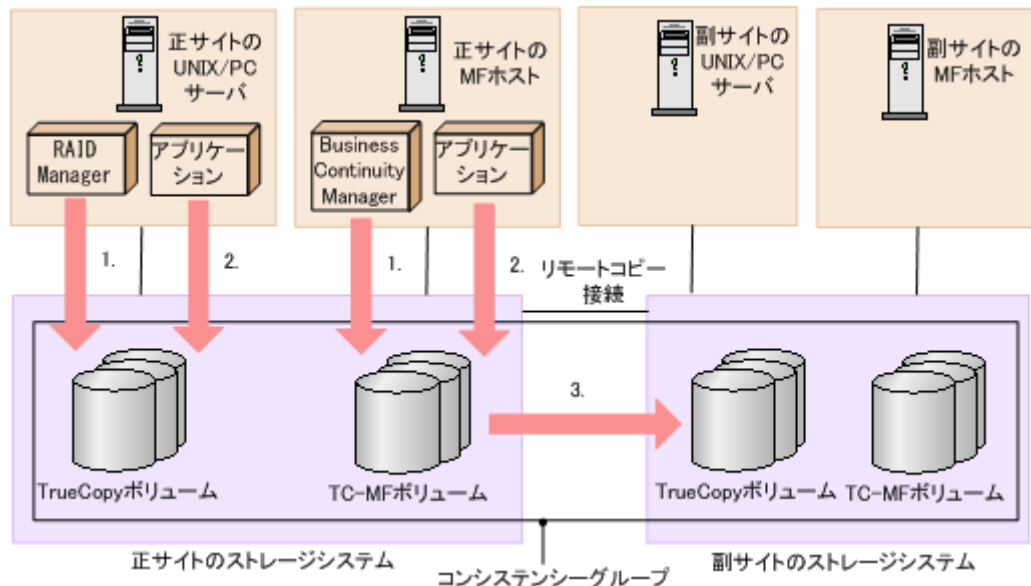 正サイトの
UNIX/PC
サーバ
正サイトの
MFホスト
副サイトの
UNIX/PC
サーバ
副サイトの
MFホスト
RAID
Manager
アプリケー
ション
Business
Continuity
Manager
アプリケー
ション
1.
2.
1.
2.
リモートコピー
接続
3.
TrueCopyボリューム
TC-MFボリューム
TrueCopyボリューム
TC-MFボリューム
正サイトのストレージシステム
副サイトのストレージシステム
コンシステンシーグループ